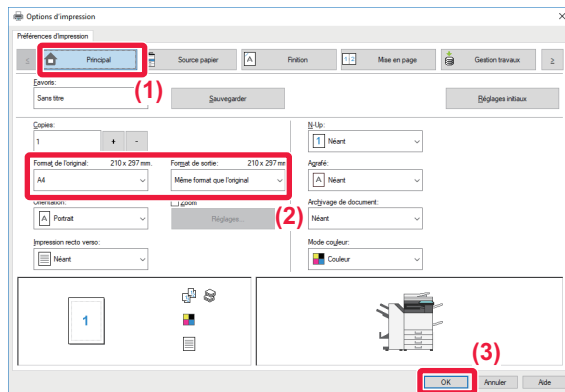 Options d'impression
Préférences d'impression
Principal
Source papier
Finition
Mise en page
Gestion travaux
(1)
Favoris:
Sans titre
Sauvegarder
Réglages initiaux
Copies:
1
+ -
N-Up:
1 Néant
Format de l'original: 210 x 297 mm.
Format de sortie: 210 x 297 mm
A4
Même format que l'original
Agrafé:
A Néant
(2)
Orientation:
Zoom
Archivage de document:
A Portrait
Réglages...
Néant
Impression recto verso:
Néant
Mode couleur:
Couleur
1
(3)
OK
Annuler
Aide